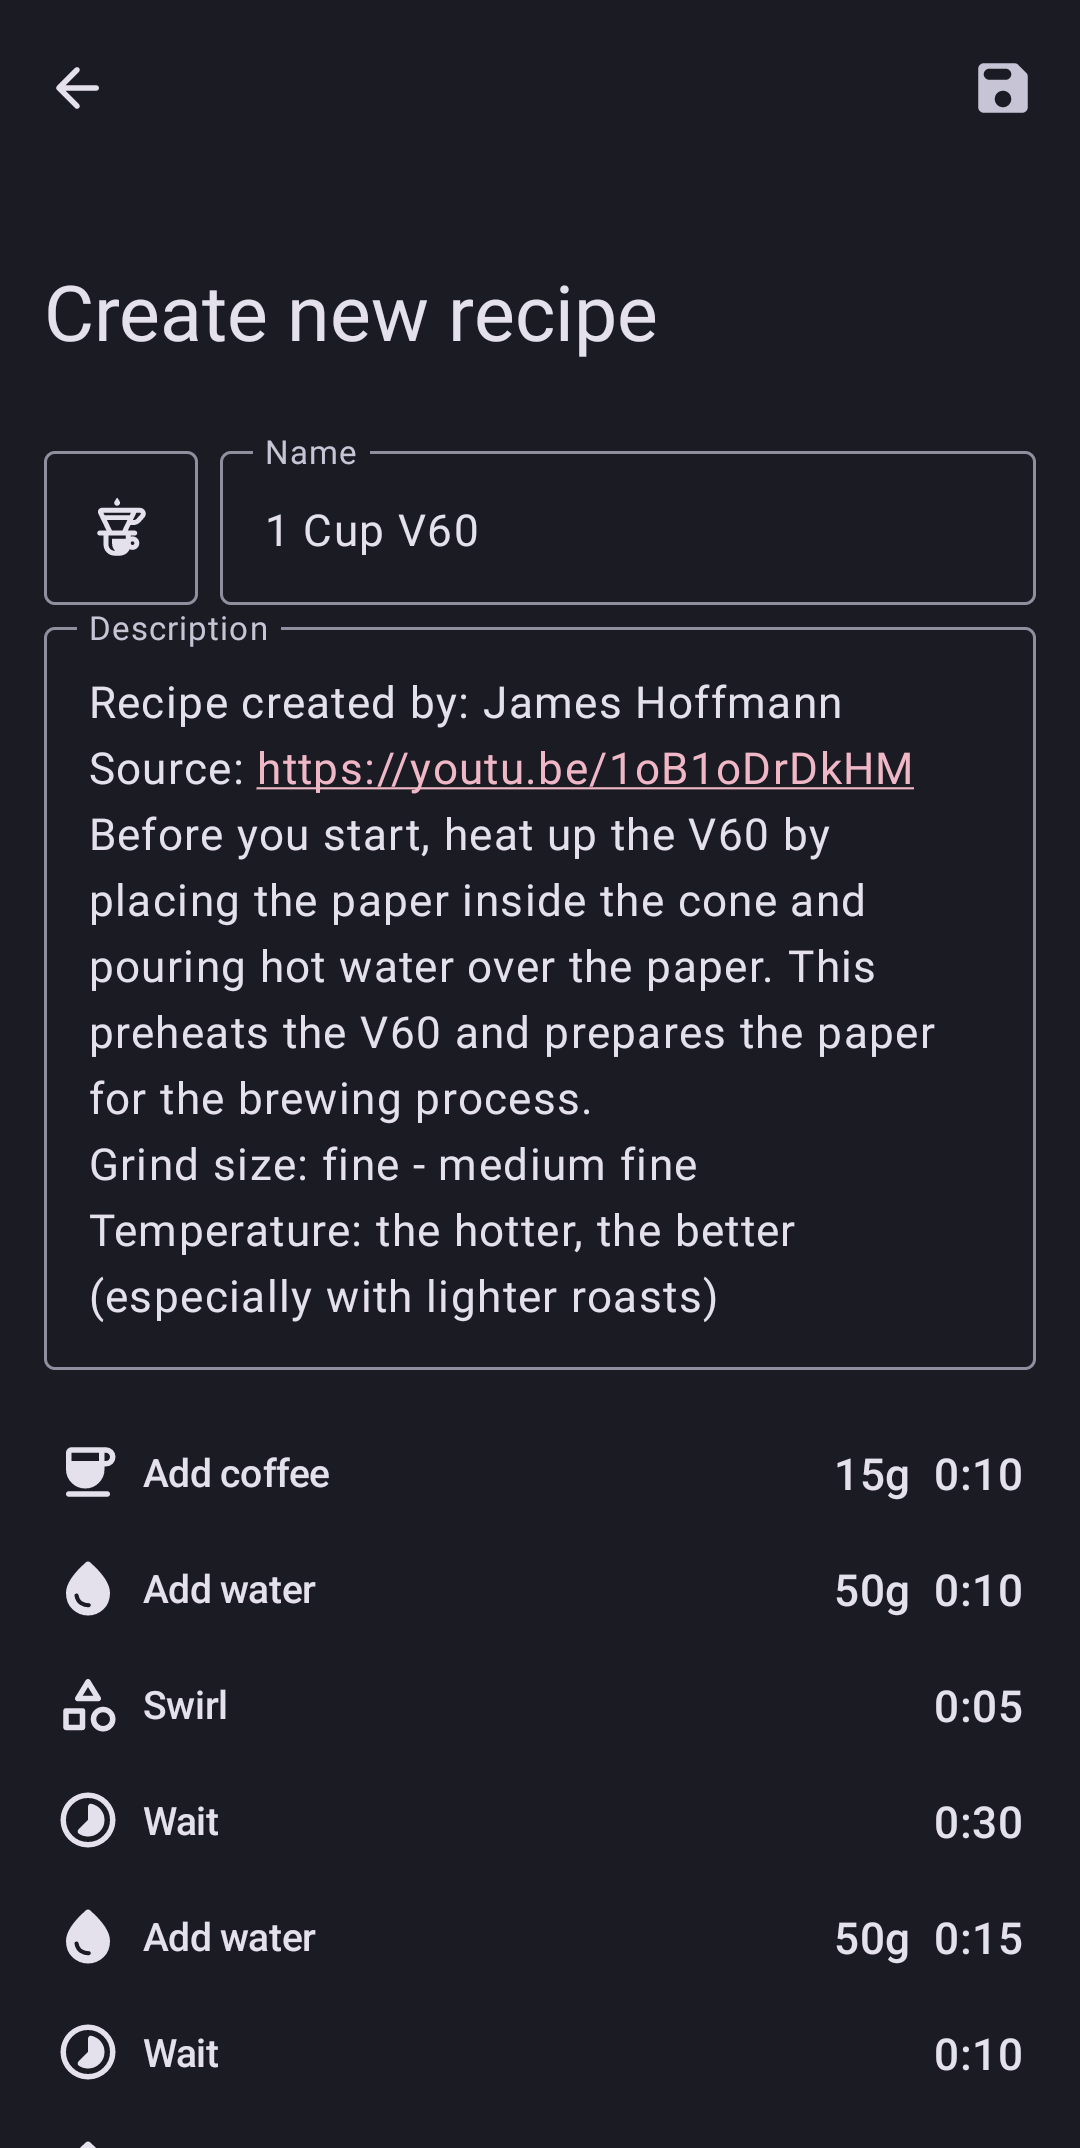 Create new recipe
Name
1 Cup V60
Description
Recipe created by: James Hoffmann
Source: https://youtu.be/1oB1oDrDkHM
Before you start, heat up the V60 by
placing the paper inside the cone and
pouring hot water over the paper. This
preheats the V60 and prepares the paper
for the brewing process.
Grind size: fine - medium fine
Temperature: the hotter, the better
(especially with lighter roasts)
Add coffee 15g 0:10
Add water 50g 0:10
Swirl 0:05
Wait 0:30
Add water 50g 0:15
Wait 0:10